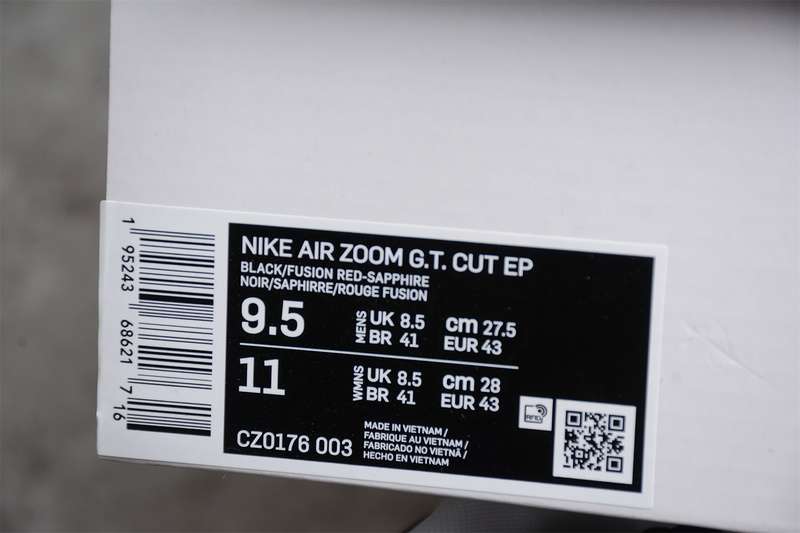 NIKE AIR ZOOM G.T. CUT EP
BLACK/FUSION RED-SAPPHIRE
NOIR/SAPHIRRE/ROUGE FUSION
9.5 MENS UK 8.5 cm 27.5
BR 41 EUR 43
11 WMNS UK 8.5 cm 28
BR 41 EUR 43
CZ0176 003
MADE IN VIETNAM /
FABRIQUE AU VIETNAM /
FABRICADO NO VIETNÃ /
HECHO EN VIETNAM
RFID
1 95243 68621 7 16